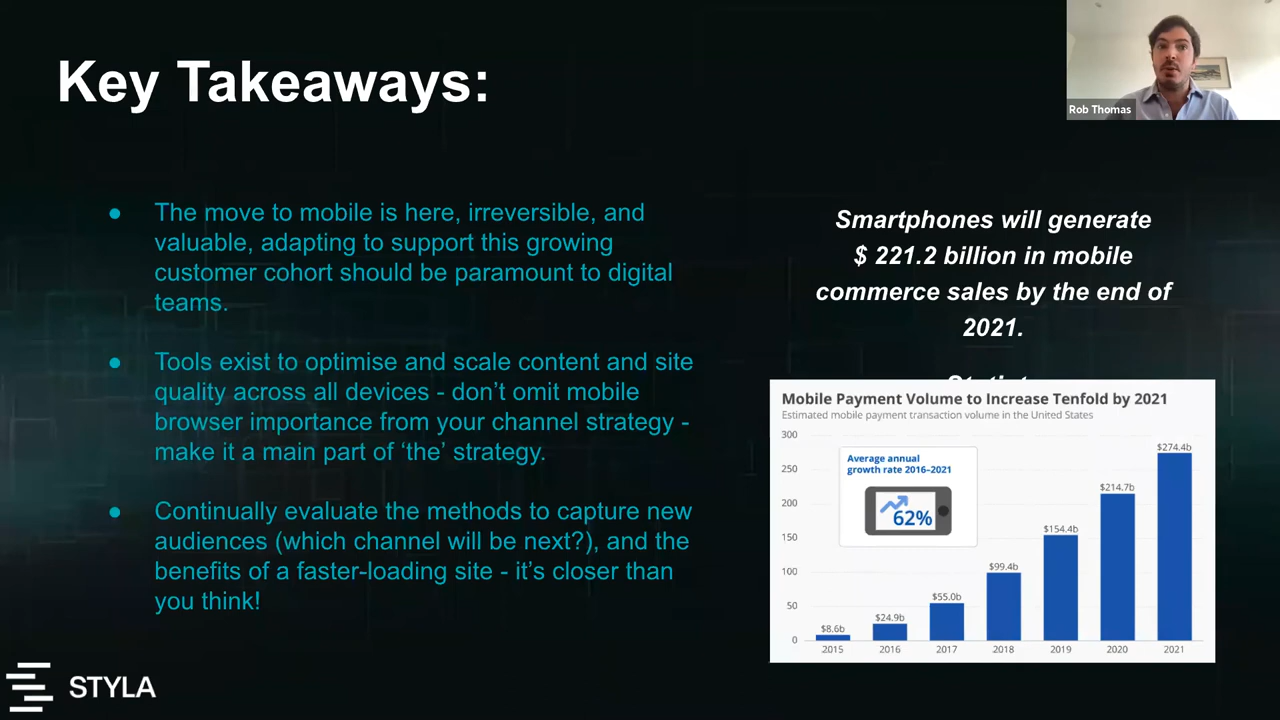 Key Takeaways:
Rob Thomas
● The move to mobile is here, irreversible, and
valuable, adapting to support this growing
customer cohort should be paramount to digital
teams.
● Tools exist to optimise and scale content and site
quality across all devices - don’t omit mobile
browser importance from your channel strategy -
make it a main part of ‘the’ strategy.
● Continually evaluate the methods to capture new
audiences (which channel will be next?), and the
benefits of a faster-loading site - it’s closer than
you think!
Smartphones will generate
$ 221.2 billion in mobile
commerce sales by the end of
2021.
Mobile Payment Volume to Increase Tenfold by 2021
Estimated mobile payment transaction volume in the United States
300
250
200
150
100
50
0
Average annual
growth rate 2016–2021
62%
$8.6b
$24.9b
$55.0b
$99.4b
$154.4b
$214.7b
$274.4b
2015 2016 2017 2018 2019 2020 2021
STYLA